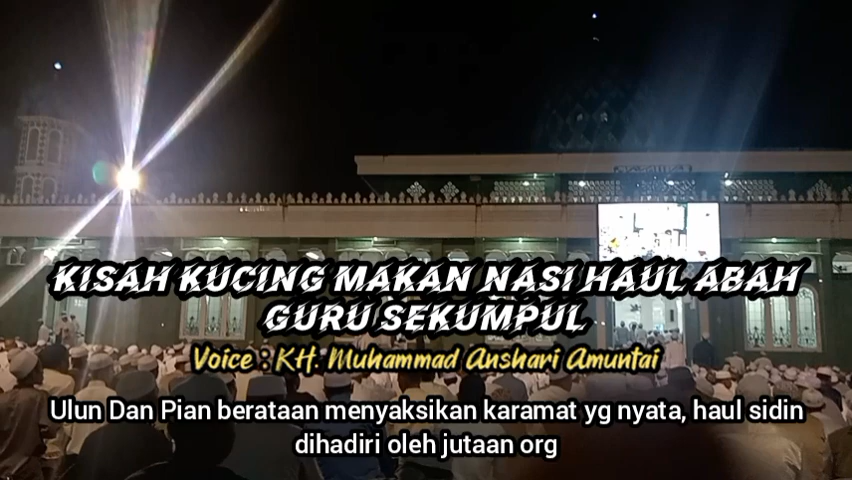 KISAH KUCING MAKAN NASI HAUL ABAH
GURU SEKUMPUL
Voice : KH. Muhammad Anshari Amuntai
Ulun Dan Pian berataan menyaksikan karamat yg nyata, haul sidin
dihadiri oleh jutaan org